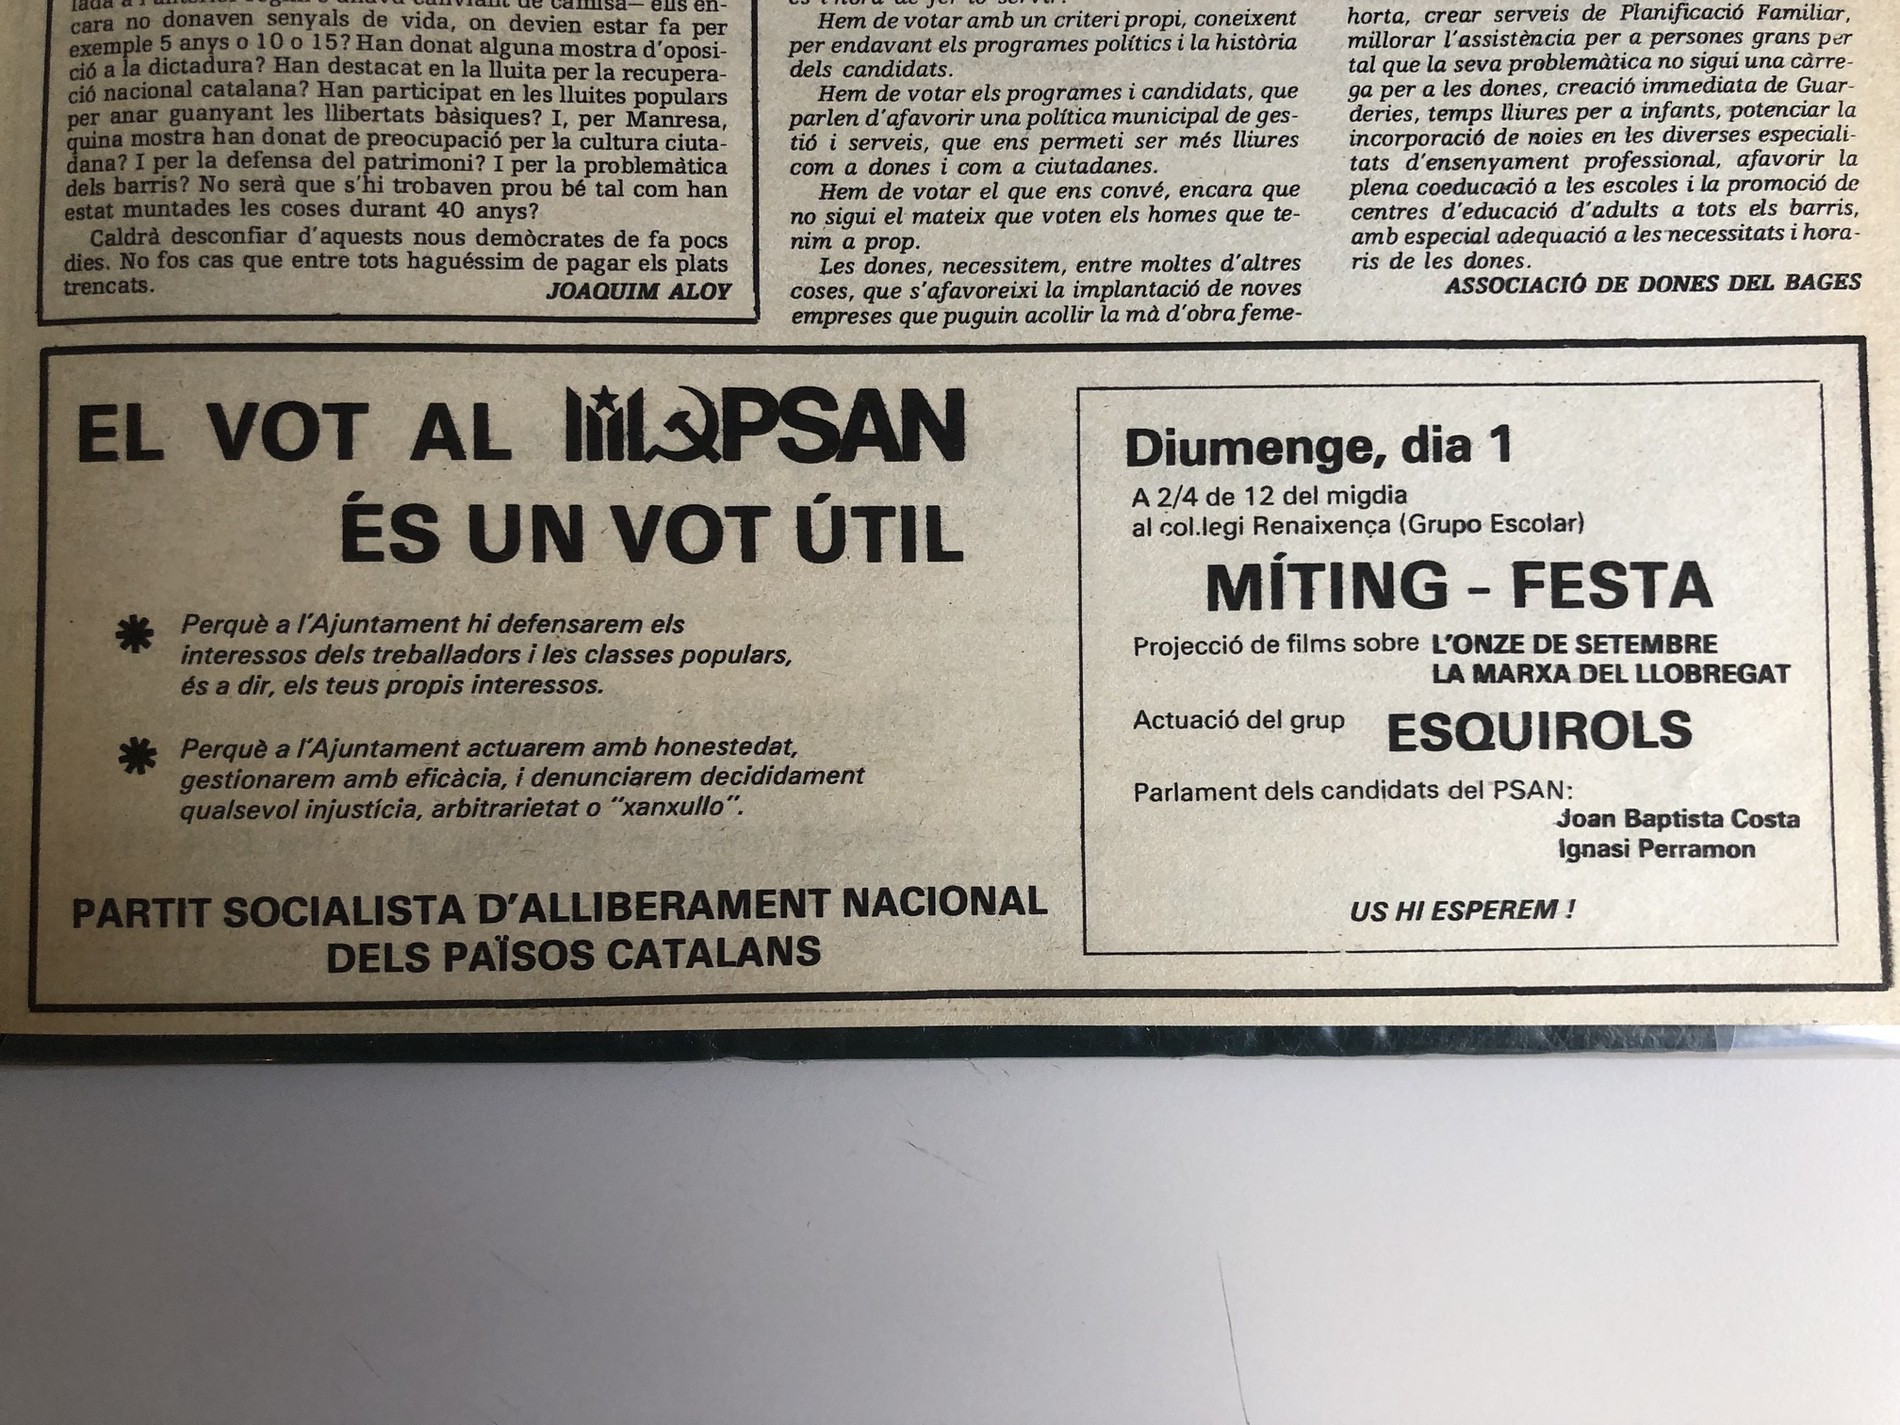 cara no donaven senyals de vida, on devien estar fa per
exemple 5 anys o 10 o 15? Han donat alguna mostra d'oposi-
ció a la dictadura? Han destacat en la lluita per la recupera-
ció nacional catalana? Han participat en les lluites populars
per anar guanyant les llibertats bàsiques? I, per Manresa,
quina mostra han donat de preocupació per la cultura ciuta-
dana? I per la defensa del patrimoni? I per la problemàtica
dels barris? No serà que s'hi trobaven prou bé tal com han
estat muntades les coses durant 40 anys?
Caldrà desconfiar d'aquests nous demòcrates de fa pocs
dies. No fos cas que entre tots haguéssim de pagar els plats
trencats.
JOAQUIM ALOY
Hem de votar amb un criteri propi, coneixent
per endavant els programes polítics i la història
dels candidats.
Hem de votar els programes i candidats, que
parlen d'afavorir una política municipal de ges-
tió i serveis, que ens permeti ser més lliures
com a dones i com a ciutadanes.
Hem de votar el que ens convé, encara que
no sigui el mateix que voten els homes que te-
nim a prop.
Les dones, necessitem, entre moltes d'altres
coses, que s'afavoreixi la implantació de noves
empreses que puguin acollir la mà d'obra feme-
horta, crear serveis de Planificació Familiar,
millorar l'assistència per a persones grans per
tal que la seva problemàtica no sigui una càrre-
ga per a les dones, creació immediata de Guar-
deries, temps lliures per a infants, potenciar la
incorporació de noies en les diverses especiali-
tats d'ensenyament professional, afavorir la
plena coeducació a les escoles i la promoció de
centres d'educació d'adults a tots els barris,
amb especial adequació a les necessitats i hora-
ris de les dones.
ASSOCIACIÓ DE DONES DEL BAGES
EL VOT AL PSAN
ÉS UN VOT ÚTIL
Perquè a l'Ajuntament hi defensarem els
interessos dels treballadors i les classes populars,
és a dir, els teus propis interessos.
Perquè a l'Ajuntament actuarem amb honestedat,
gestionarem amb eficàcia, i denunciarem decididament
qualsevol injustícia, arbitrarietat o "xanxullo".
PARTIT SOCIALISTA D'ALLIBERAMENT NACIONAL
DELS PAÏSOS CATALANS
Diumenge, dia 1
A 2/4 de 12 del migdia
al col.legi Renaixença (Grupo Escolar)
MÍTING - FESTA
Projecció de films sobre L'ONZE DE SETEMBRE
LA MARXA DEL LLOBREGAT
Actuació del grup ESQUIROLS
Parlament dels candidats del PSAN:
Joan Baptista Costa
Ignasi Perramon
US HI ESPEREM !